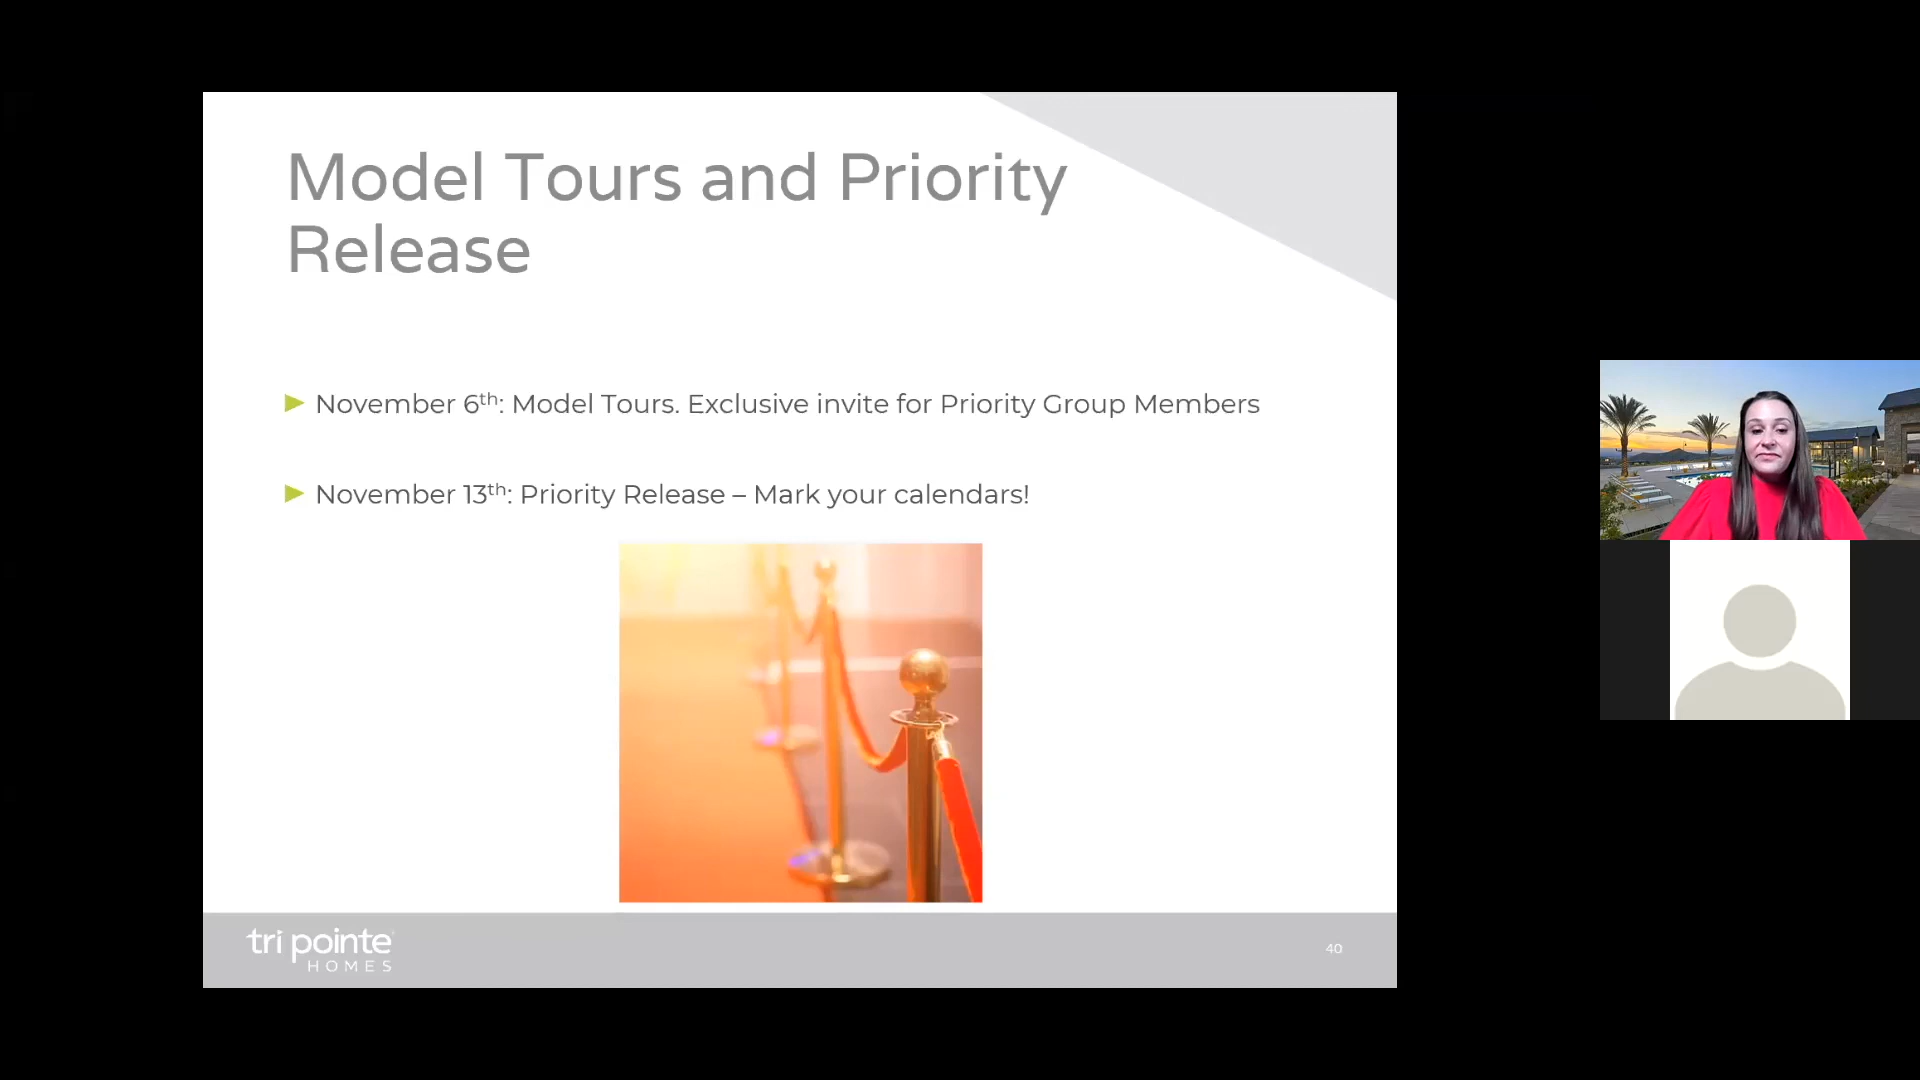 Model Tours and Priority
Release
November 6th: Model Tours. Exclusive invite for Priority Group Members
November 13th: Priority Release – Mark your calendars!
tri pointe
HOMES
40